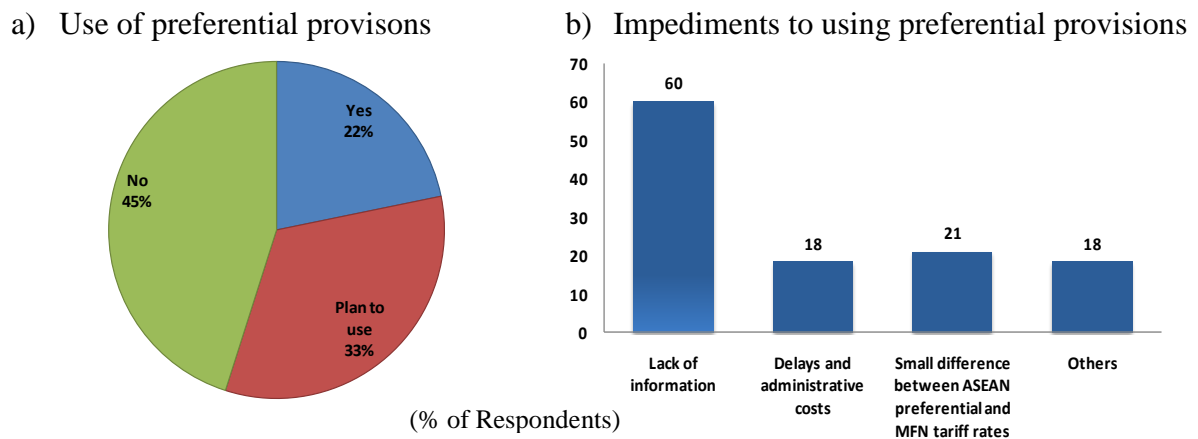 a) Use of preferential provisons
Yes
22%
No
45%
Plan to
use
33%
b) Impediments to using preferential provisions
70
60
50
40
30
20
10
0
60
18
21
18
Lack of
information
Delays and
administrative
costs
Small difference
between ASEAN
preferential and
MFN tariff rates
Others
(% of Respondents)